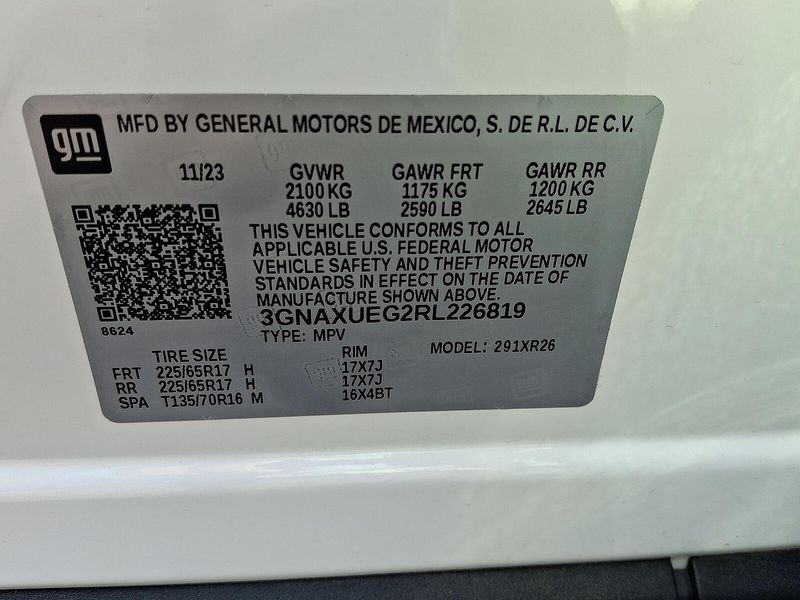 gm
MFD BY GENERAL MOTORS DE MEXICO, S. DE R.L. DE C.V.
11/23 GVWR GAWR FRT GAWR RR
2100 KG 1175 KG 1200 KG
4630 LB 2590 LB 2645 LB
THIS VEHICLE CONFORMS TO ALL
APPLICABLE U.S. FEDERAL MOTOR
VEHICLE SAFETY AND THEFT PREVENTION
STANDARDS IN EFFECT ON THE DATE OF
MANUFACTURE SHOWN ABOVE.
3GNAXUEG2RL226819
8624
TYPE: MPV MODEL: 291XR26
TIRE SIZE RIM
FRT 225/65R17 H 17X7J
RR 225/65R17 H 17X7J
SPA T135/70R16 M 16X4BT